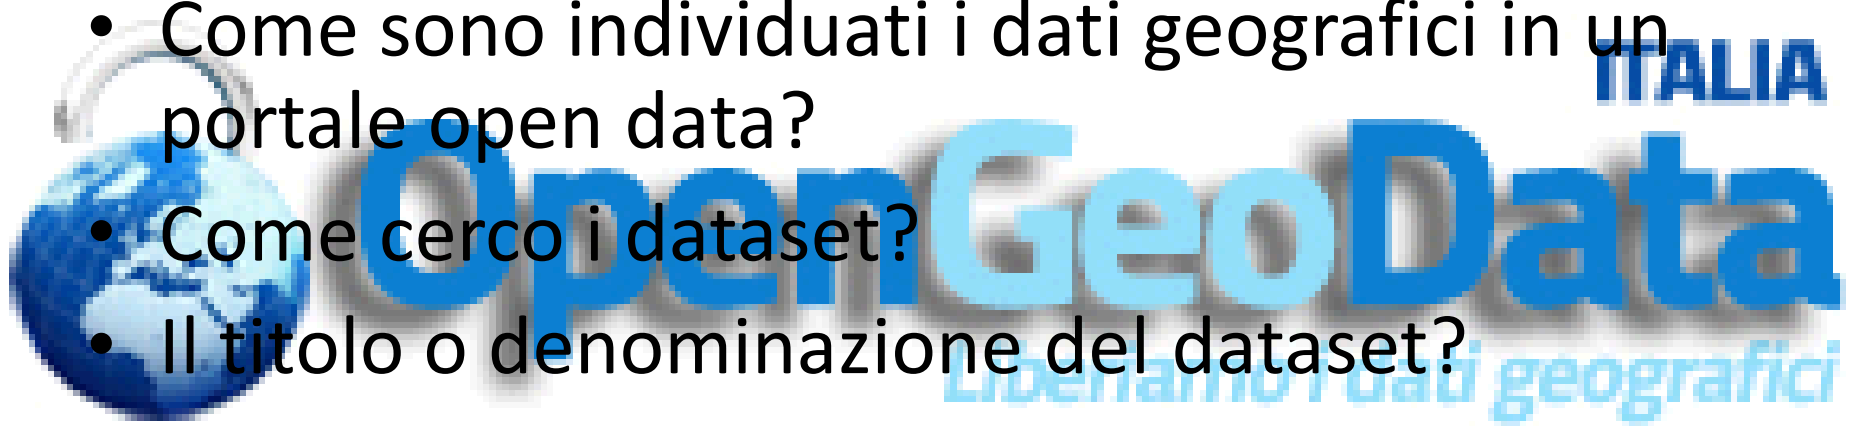 • Come sono individuati i dati geografici in un
portale open data?
• Come cerco i dataset?
• Il titolo o denominazione del dataset?
ITALIA
OpenGeoData
Liberiamo i dati geografici